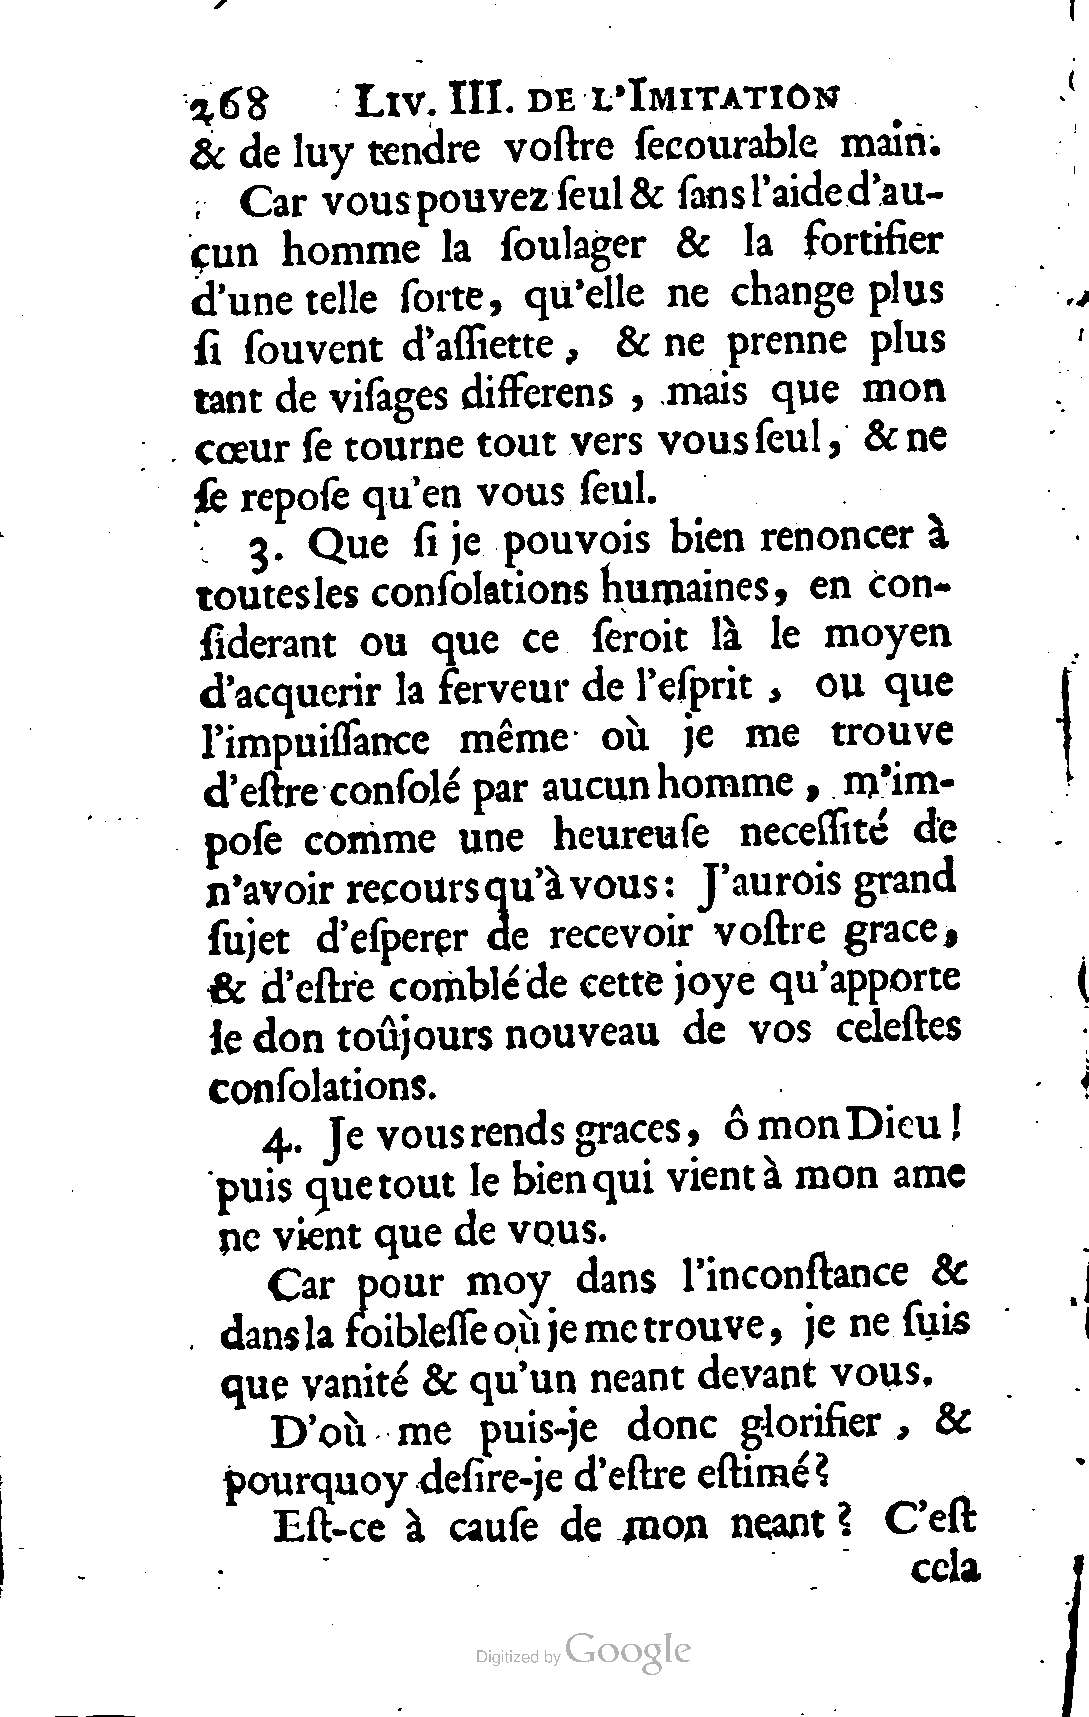 268 LIV. III. DE L'IMITATION
& de luy tendre voſtre ſecourable main.
Car vous pouvez ſeul & ſans l'aide d'au-
cun homme la ſoulager & la fortifier
d'une telle ſorte, qu'elle ne change plus
ſi ſouvent d'aſſiette, & ne prenne plus
tant de viſages differens, mais que mon
cœur ſe tourne tout vers vous ſeul, & ne
ſe repoſe qu'en vous ſeul.
3. Que ſi je pouvois bien renoncer à
toutes les conſolations humaines, en con-
ſiderant ou que ce ſeroit là le moyen
d'acquerir la ferveur de l'eſprit, ou que
l'impuiſſance même où je me trouve
d'eſtre conſolé par aucun homme, m'im-
poſe comme une heureuſe neceſſité de
n'avoir recours qu'à vous: J'aurois grand
ſujet d'eſperer de recevoir voſtre grace,
& d'eſtre comblé de cette joye qu'apporte
le don toûjours nouveau de vos celeſtes
conſolations.
4. Je vous rends graces, ô mon Dieu!
puis que tout le bien qui vient à mon ame
ne vient que de vous.
Car pour moy dans l'inconſtance &
dans la foibleſſe où je me trouve, je ne ſuis
que vanité & qu'un neant devant vous.
D'où me puis-je donc glorifier, &
pourquoy deſire-je d'eſtre eſtimé?
Eſt-ce à cauſe de mon neant? C'eſt
cela
Digitized by Google